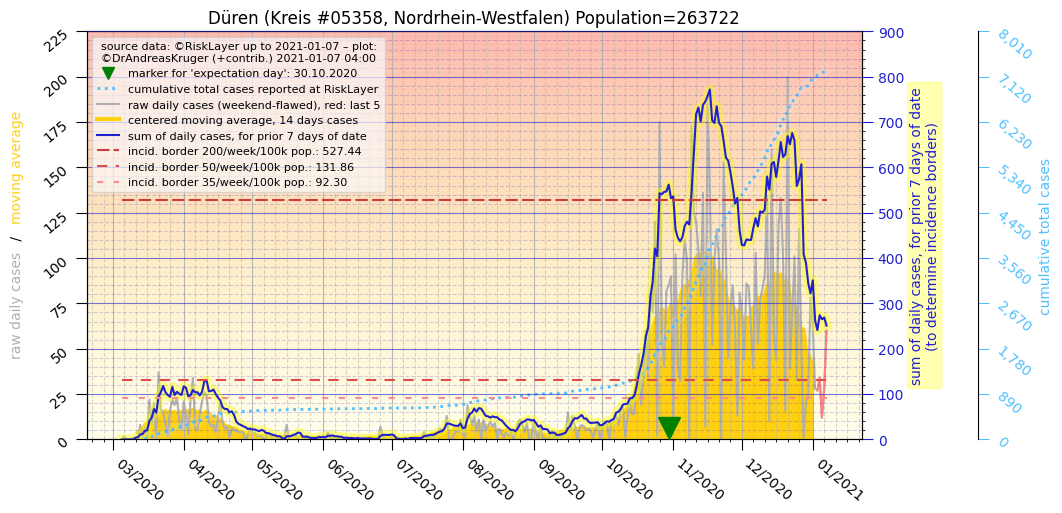 Düren (Kreis #05358, Nordrhein-Westfalen) Population=263722
source data: ©RiskLayer up to 2021-01-07 – plot:
©DrAndreasKruger (+contrib.) 2021-01-07 04:00
marker for 'expectation day': 30.10.2020
cumulative total cases reported at RiskLayer
raw daily cases (weekend-flawed), red: last 5
centered moving average, 14 days cases
sum of daily cases, for prior 7 days of date
incid. border 200/week/100k pop.: 527.44
incid. border 50/week/100k pop.: 131.86
incid. border 35/week/100k pop.: 92.30
raw daily cases / moving average
225
200
175
150
125
100
75
50
25
0
03/2020
04/2020
05/2020
06/2020
07/2020
08/2020
09/2020
10/2020
11/2020
12/2020
01/2021
900
800
700
600
500
400
300
200
100
0
sum of daily cases, for prior 7 days of date
(to determine incidence borders)
8,010
7,120
6,230
5,340
4,450
3,560
2,670
1,780
890
0
cumulative total cases